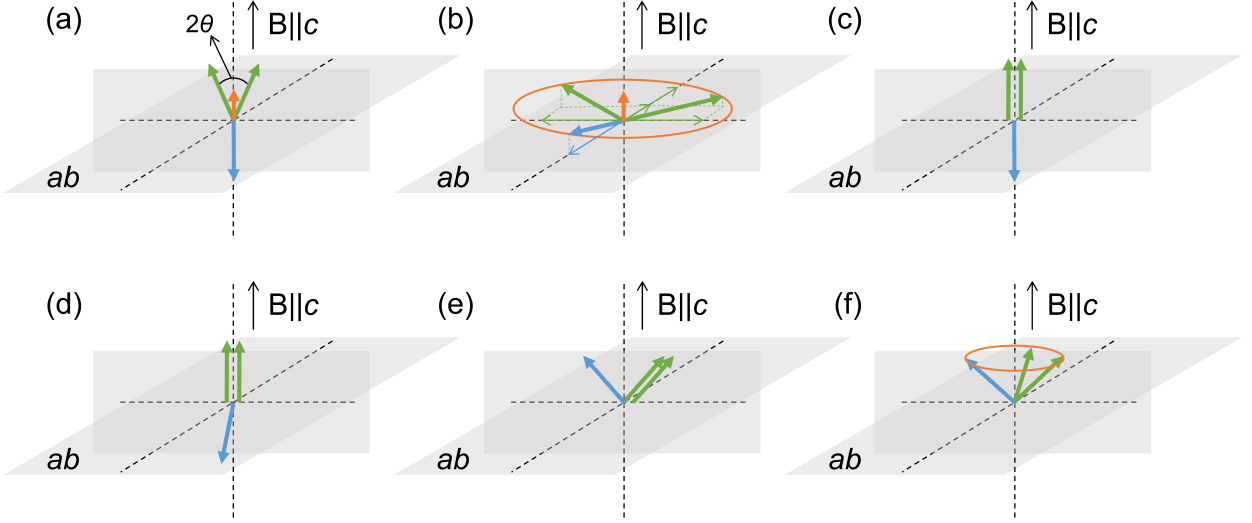 (a) 2θ B||c
ab
(b) B||c
ab
(c) B||c
ab
(d) B||c
ab
(e) B||c
ab
(f) B||c
ab